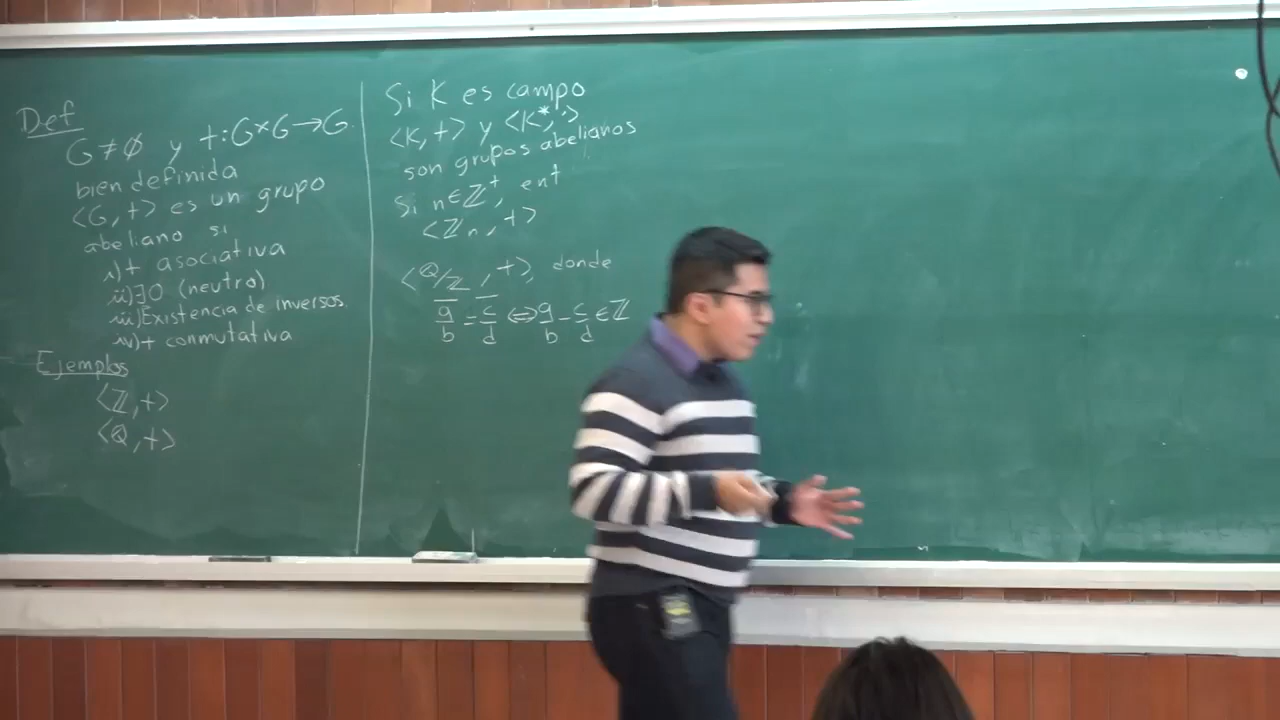 Def
G ≠ ∅ y +: G×G → G
bien definida
⟨G, +⟩ es un grupo
abeliano si
i) + asociativa
ii) ∃ 0 (neutro)
iii) Existencia de inversos.
iv) + conmutativa
Ejemplos
⟨ℤ, +⟩
⟨ℚ, +⟩
Si K es campo
⟨K, +⟩ y ⟨K*, ·⟩
son grupos abelianos
Si n ∈ ℤ⁺, ent
⟨ℤn, +⟩
⟨ℚ/ℤ, +⟩, donde
a/b = c/d ⇔ a/b - c/d ∈ ℤ